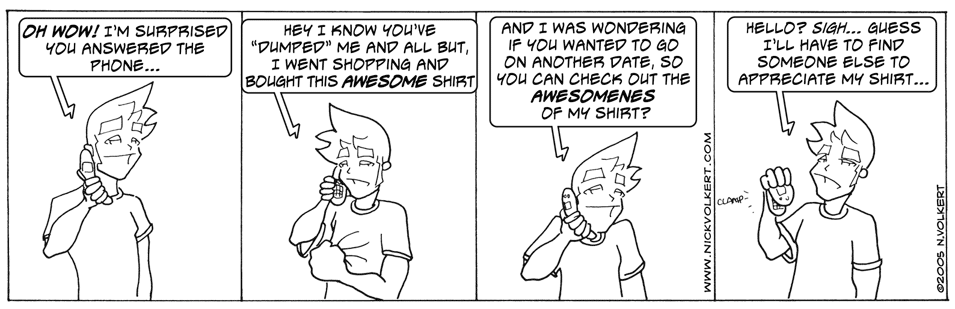 OH WOW! I'M SURPRISED
YOU ANSWERED THE
PHONE...
HEY I KNOW YOU'VE
"DUMPED" ME AND ALL BUT,
I WENT SHOPPING AND
BOUGHT THIS AWESOME SHIRT
AND I WAS WONDERING
IF YOU WANTED TO GO
ON ANOTHER DATE, SO
YOU CAN CHECK OUT THE
AWESOMENES
OF MY SHIRT?
WWW.NICKVOLKERT.COM
HELLO? SIGH... GUESS
I'LL HAVE TO FIND
SOMEONE ELSE TO
APPRECIATE MY SHIRT...
CLAMP
©2005 N.VOLKERT